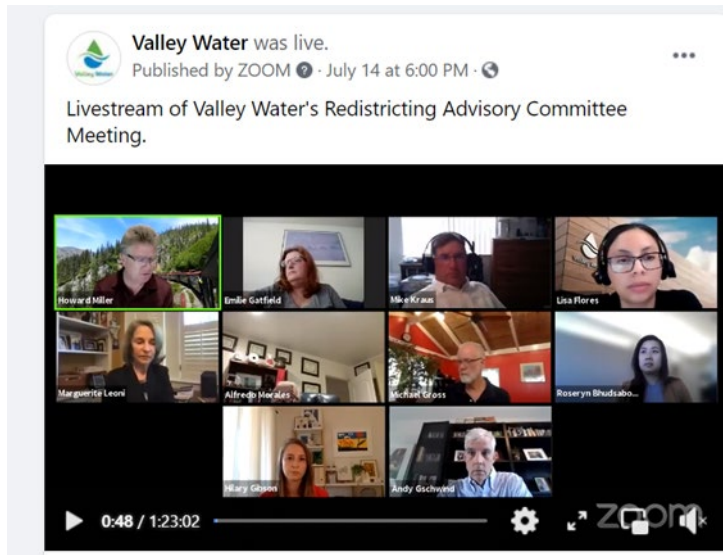 Valley Water was live.
Published by ZOOM · July 14 at 6:00 PM ·
Livestream of Valley Water's Redistricting Advisory Committee
Meeting.
Howard Miller
Emilie Gatfield
Mike Kraus
Lisa Flores
Marguerite Leoni
Alfredo Morales
Michael Gross
Roseryn Bhudsabo...
Hilary Gibson
Andy Gschwind
0:48 / 1:23:02
zoom